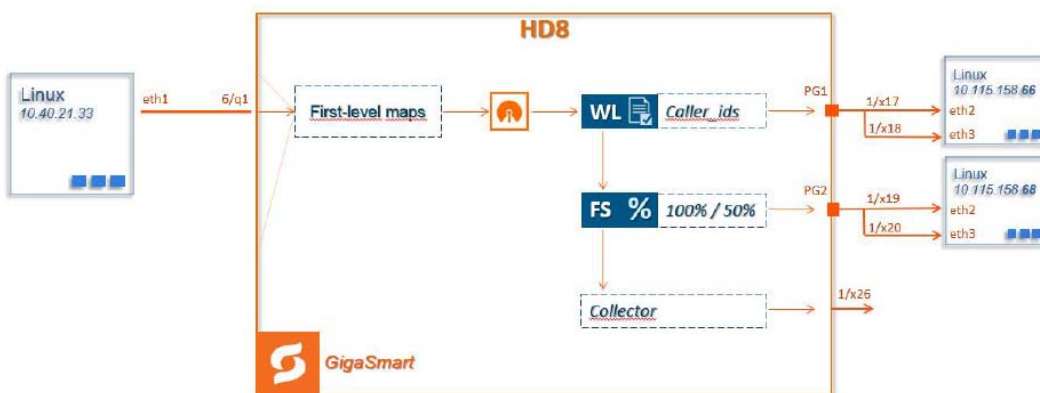 HD8
Linux
10.40.21.33
eth1
6/q1
First-level maps
WL
Caller_ids
PG1
1/x17
1/x18
Linux
10.115.158.66
eth2
eth3
FS %
100% / 50%
PG2
1/x19
1/x20
Linux
10.115.158.68
eth2
eth3
Collector
1/x26
GigaSmart